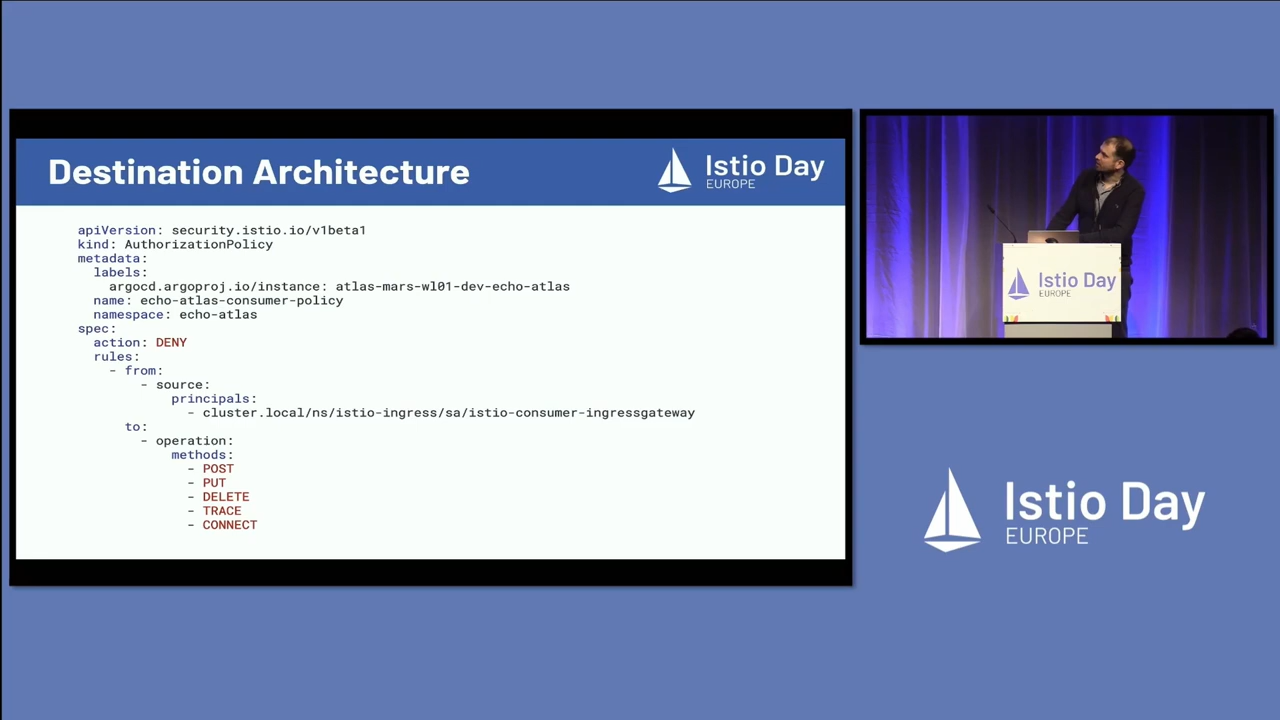 Destination Architecture
Istio Day
EUROPE
apiVersion: security.istio.io/v1beta1
kind: AuthorizationPolicy
metadata:
  labels:
    argocd.argoproj.io/instance: atlas-mars-wl01-dev-echo-atlas
  name: echo-atlas-consumer-policy
  namespace: echo-atlas
spec:
  action: DENY
  rules:
    - from:
        - source:
            principals:
              - cluster.local/ns/istio-ingress/sa/istio-consumer-ingressgateway
      to:
        - operation:
            methods:
              - POST
              - PUT
              - DELETE
              - TRACE
              - CONNECT
Istio Day
EUROPE
Istio Day
EUROPE